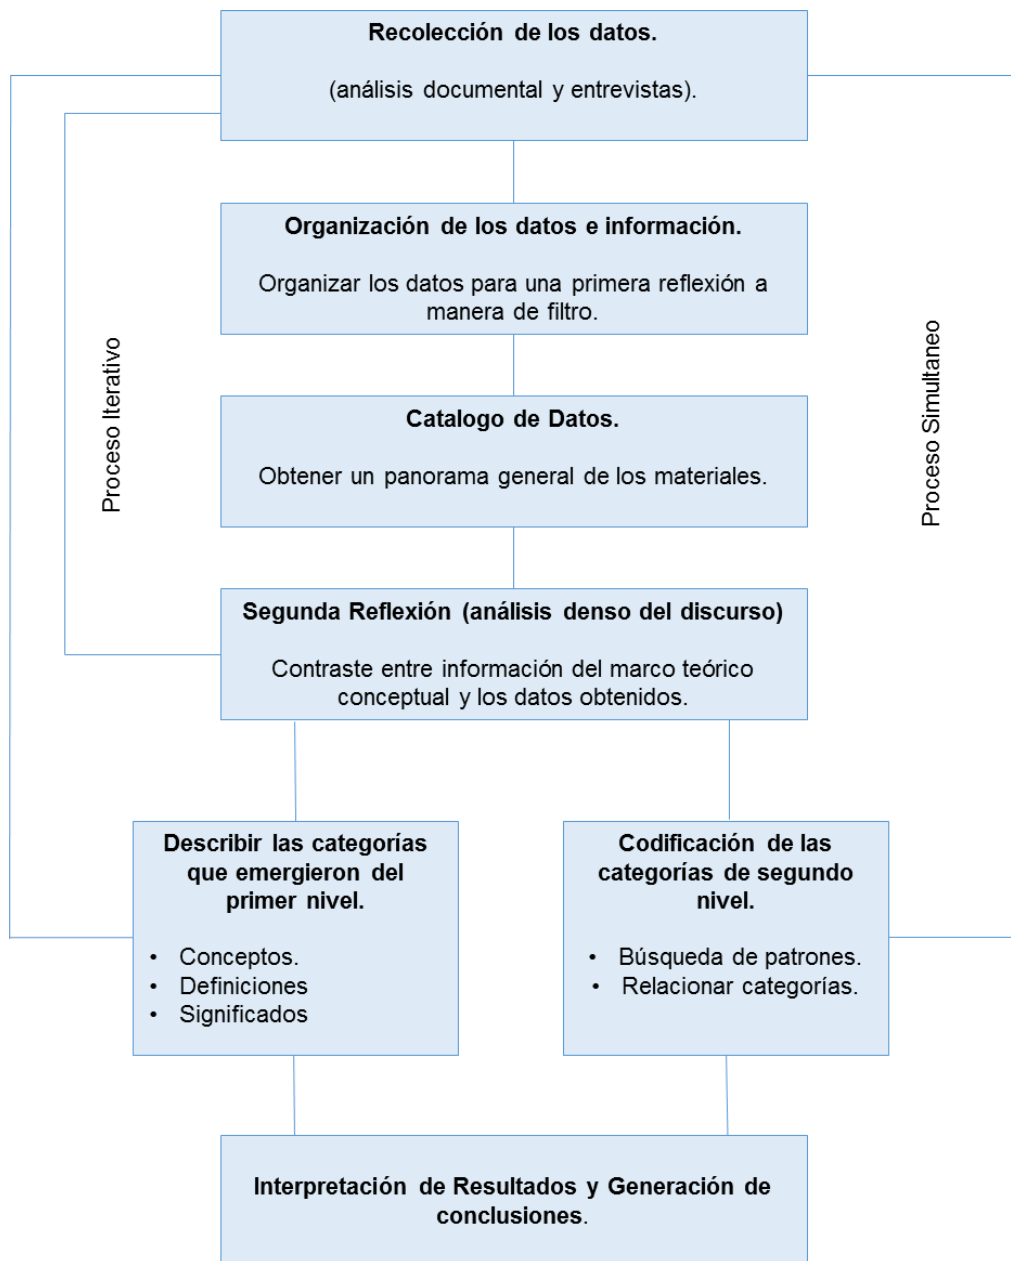 Recolección de los datos.
(análisis documental y entrevistas).
Organización de los datos e información.
Organizar los datos para una primera reflexión a
manera de filtro.
Proceso Iterativo
Proceso Simultaneo
Catalogo de Datos.
Obtener un panorama general de los materiales.
Segunda Reflexión (análisis denso del discurso)
Contraste entre información del marco teórico
conceptual y los datos obtenidos.
Describir las categorías
que emergieron del
primer nivel.
• Conceptos.
• Definiciones
• Significados
Codificación de las
categorías de segundo
nivel.
• Búsqueda de patrones.
• Relacionar categorías.
Interpretación de Resultados y Generación de
conclusiones.